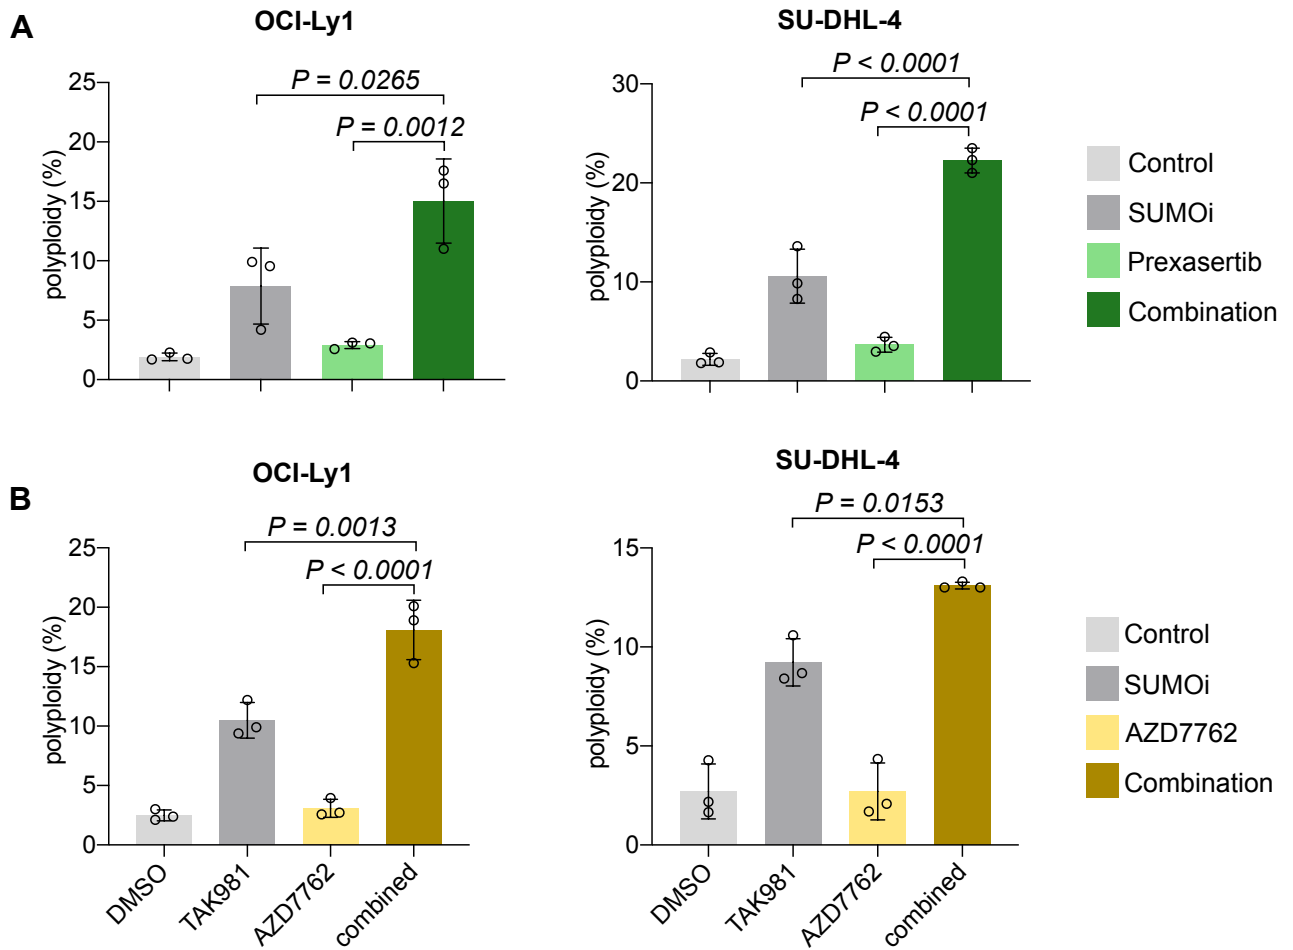 A
OCI-Ly1
SU-DHL-4
polyploidy (%)
25
20
15
10
5
0
P = 0.0265
P = 0.0012
polyploidy (%)
30
20
10
0
P < 0.0001
P < 0.0001
Control
SUMOi
Prexasertib
Combination
B
OCI-Ly1
SU-DHL-4
polyploidy (%)
25
20
15
10
5
0
P = 0.0013
P < 0.0001
DMSO
TAK981
AZD7762
combined
polyploidy (%)
15
10
5
0
P = 0.0153
P < 0.0001
DMSO
TAK981
AZD7762
combined
Control
SUMOi
AZD7762
Combination